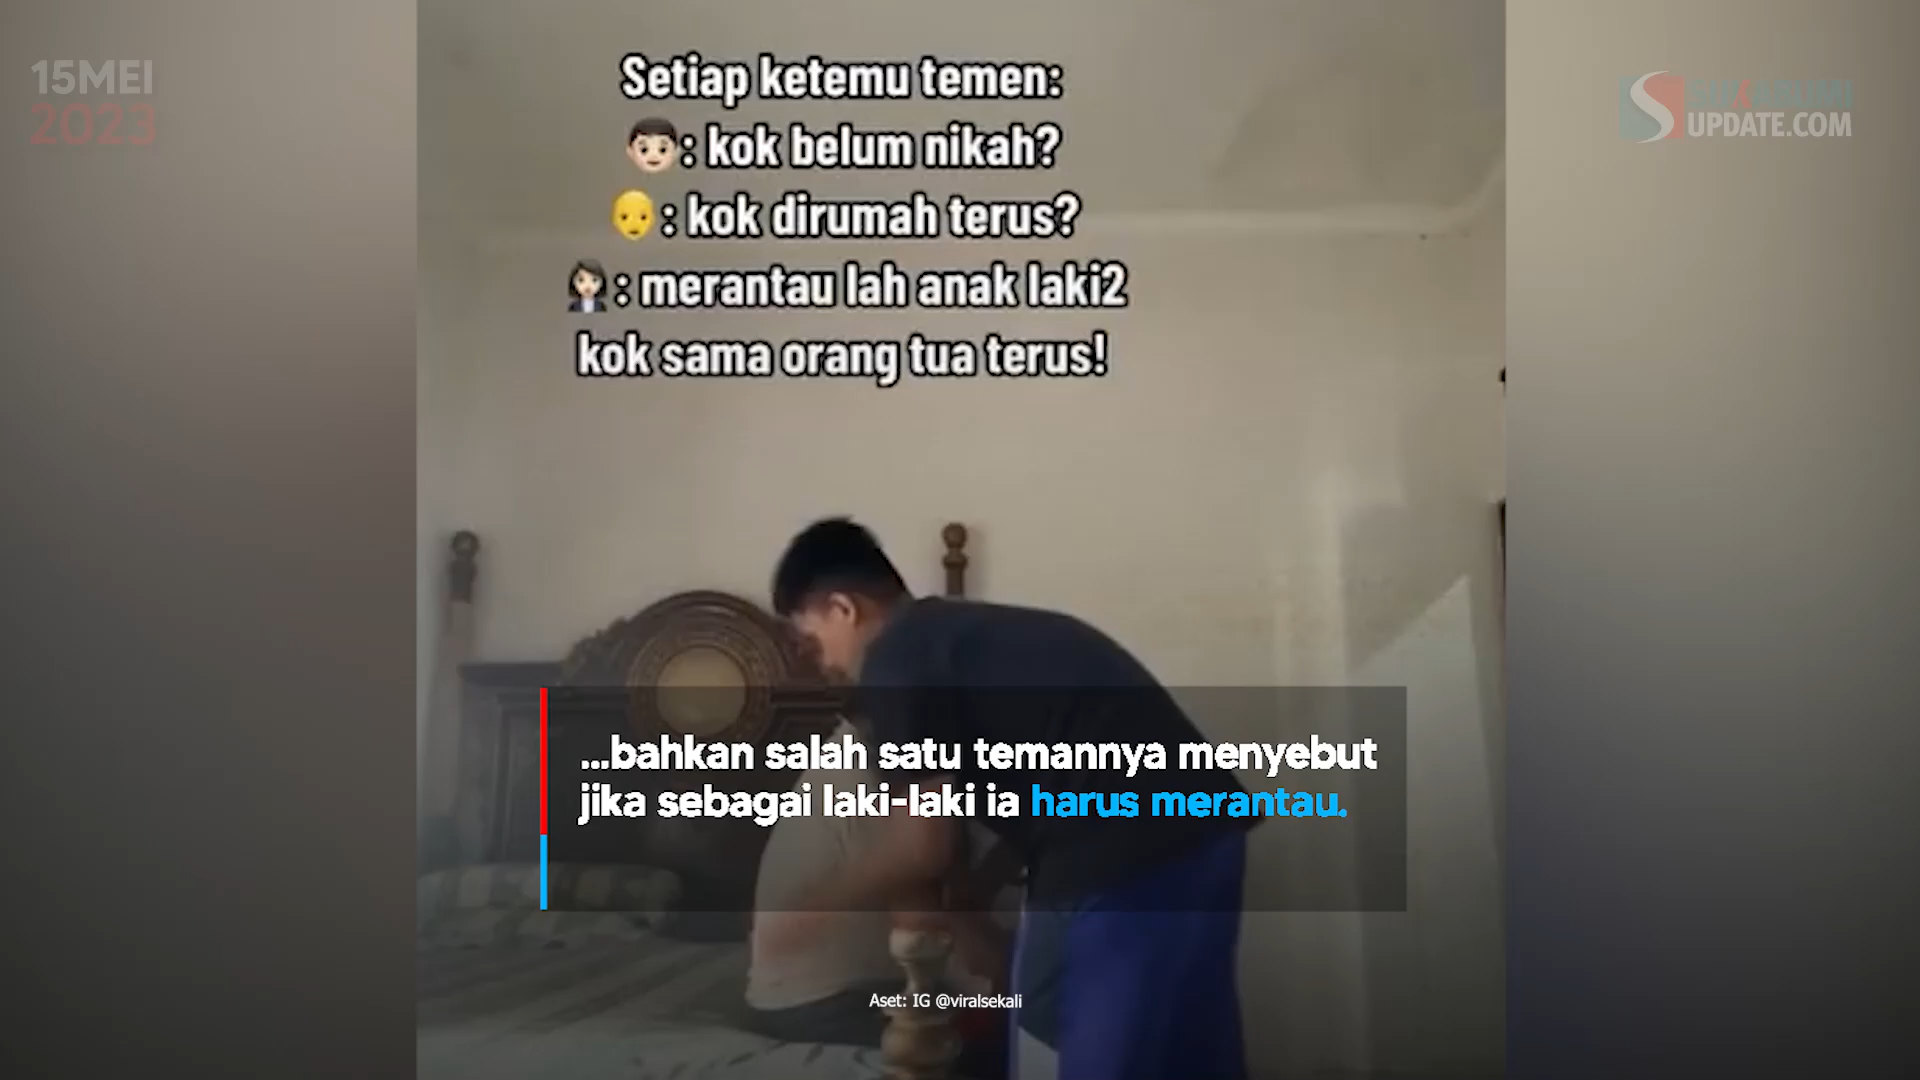 15MEI
2023
SUKABUMI
UPDATE.COM
Setiap ketemu temen:
: kok belum nikah?
: kok dirumah terus?
: merantau lah anak laki2
kok sama orang tua terus!
...bahkan salah satu temannya menyebut
jika sebagai laki-laki ia harus merantau.
Aset: IG @viralsekali